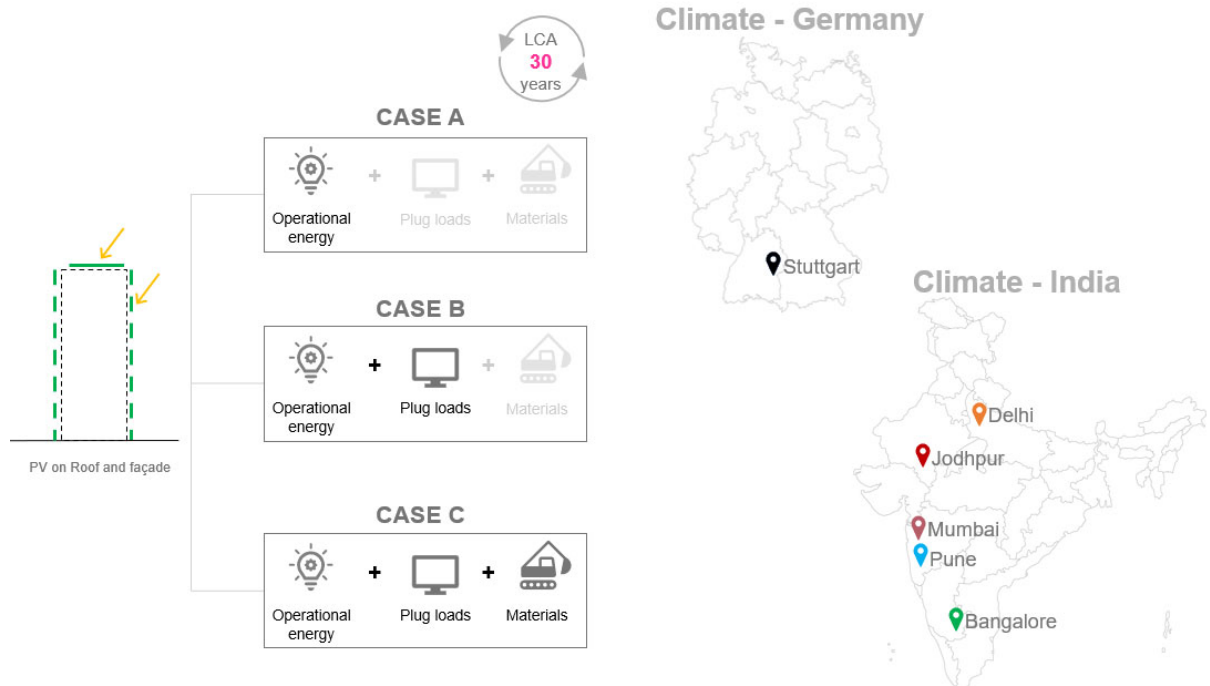 Climate - Germany
LCA
30
years
CASE A
+
+
Operational
energy
Plug loads
Materials
Stuttgart
Climate - India
CASE B
+
+
Operational
energy
Plug loads
Materials
Delhi
Jodhpur
PV on Roof and façade
CASE C
Mumbai
Pune
+
+
Operational
energy
Plug loads
Materials
Bangalore